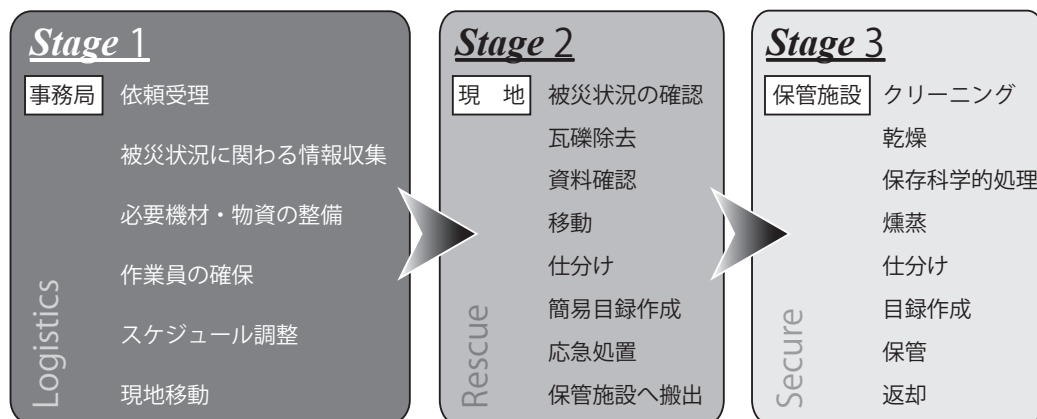 Stage 1
事務局 依頼受理
被災状況に関わる情報収集
必要機材・物資の整備
作業員の確保
スケジュール調整
現地移動
Logistics
Stage 2
現 地 被災状況の確認
瓦礫除去
資料確認
移動
仕分け
簡易目録作成
応急処置
保管施設へ搬出
Rescue
Stage 3
保管施設 クリーニング
乾燥
保存科学的処理
燻蒸
仕分け
目録作成
保管
返却
Secure